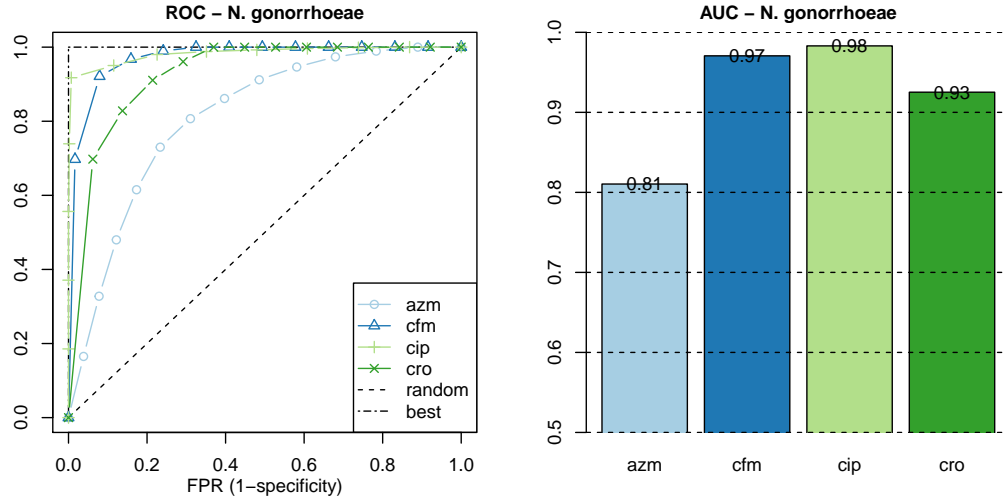 ROC − N. gonorrhoeae
1.0
0.8
0.6
0.4
0.2
0.0
azm
cfm
cip
cro
random
best
0.0 0.2 0.4 0.6 0.8 1.0
FPR (1−specificity)
AUC − N. gonorrhoeae
1.0
0.9
0.8
0.7
0.6
0.5
0.81
0.97
0.98
0.93
azm cfm cip cro